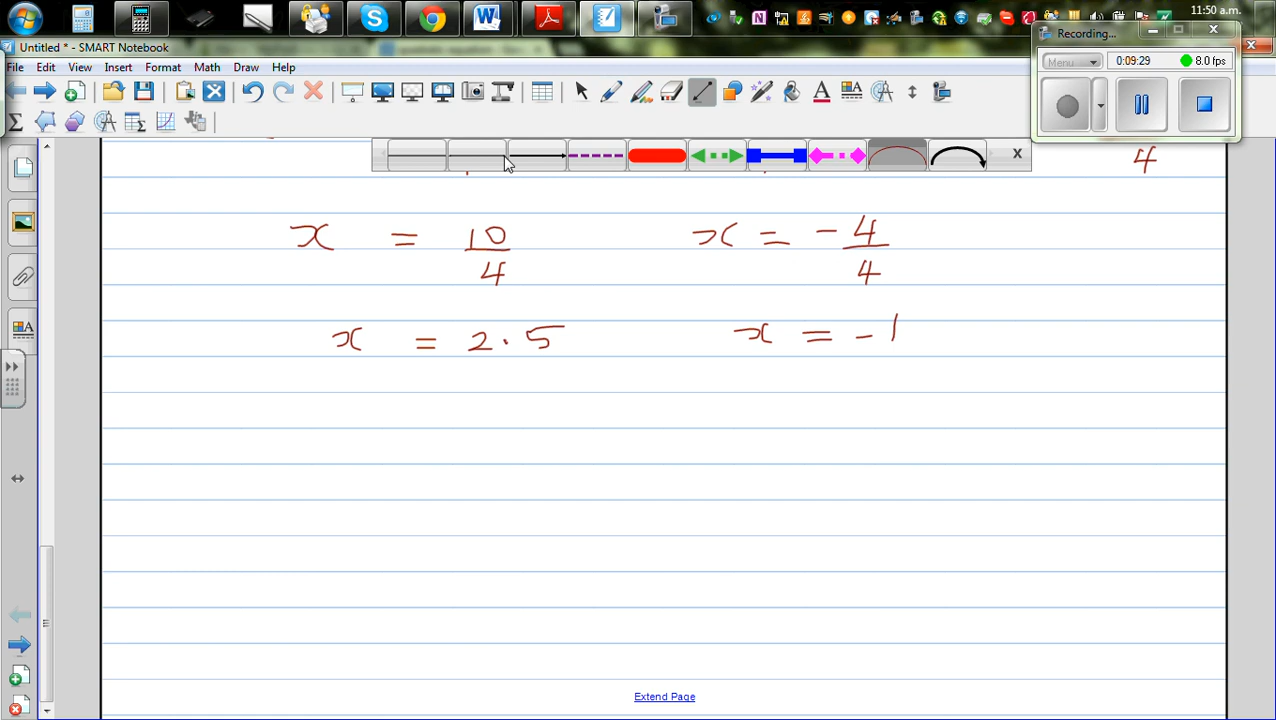 11:50 a.m.
Untitled * - SMART Notebook
Recording...
File Edit View Insert Format Math Draw Help
Menu 0:09:29 8.0 fps
X
4
x = 10/4 x = -4/4
x = 2.5 x = -1
Extend Page